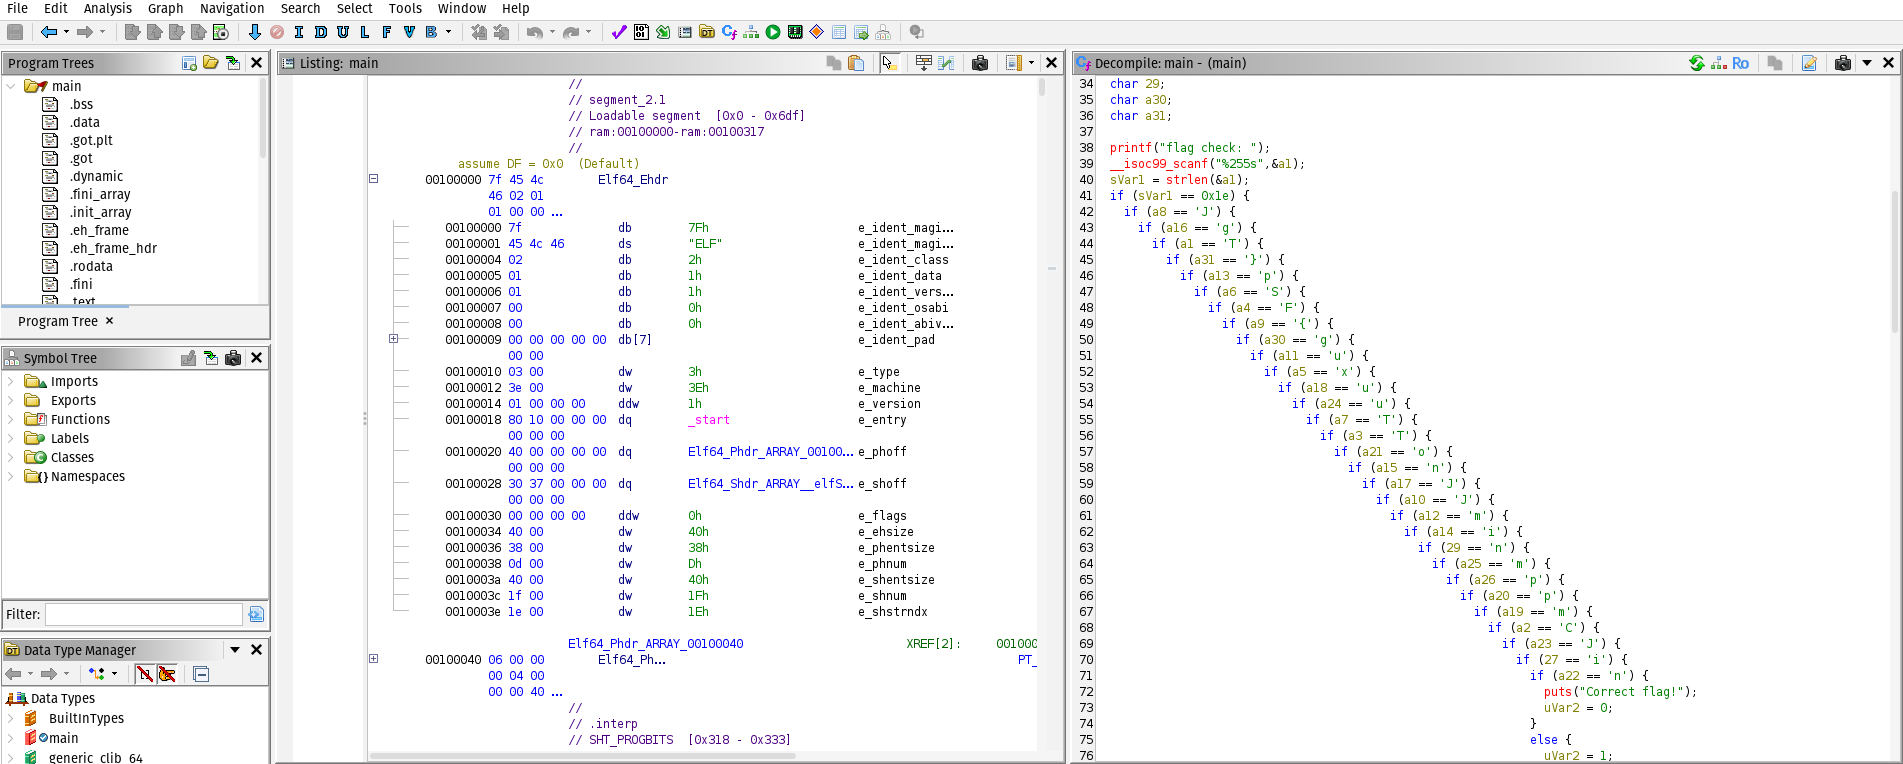 File Edit Analysis Graph Navigation Search Select Tools Window Help
I D U L F V B
Program Trees
main
.bss
.data
.got.plt
.got
.dynamic
.fini_array
.init_array
.eh_frame
.eh_frame_hdr
.rodata
.fini
.text
Program Tree ×
Symbol Tree
Imports
Exports
Functions
Labels
Classes
Namespaces
Filter:
Data Type Manager
Data Types
BuiltInTypes
main
generic_clib_64
Listing: main
//
// segment_2.1
// Loadable segment [0x0 - 0x6df]
// ram:00100000-ram:00100317
//
assume DF = 0x0 (Default)
00100000 7f 45 4c Elf64_Ehdr
46 02 01
01 00 00 ...
00100000 7f db 7Fh e_ident_magi...
00100001 45 4c 46 ds "ELF" e_ident_magi...
00100004 02 db 2h e_ident_class
00100005 01 db 1h e_ident_data
00100006 01 db 1h e_ident_vers...
00100007 00 db 0h e_ident_osabi
00100008 00 db 0h e_ident_abiv...
00100009 00 00 00 00 00 db[7] e_ident_pad
00 00
00100010 03 00 dw 3h e_type
00100012 3e 00 dw 3Eh e_machine
00100014 01 00 00 00 ddw 1h e_version
00100018 80 10 00 00 00 dq _start e_entry
00 00 00
00100020 40 00 00 00 00 dq Elf64_Phdr_ARRAY_00100... e_phoff
00 00 00
00100028 30 37 00 00 00 dq Elf64_Shdr_ARRAY__elfS... e_shoff
00 00 00
00100030 00 00 00 00 ddw 0h e_flags
00100034 40 00 dw 40h e_ehsize
00100036 38 00 dw 38h e_phentsize
00100038 0d 00 dw Dh e_phnum
0010003a 40 00 dw 40h e_shentsize
0010003c 1f 00 dw 1Fh e_shnum
0010003e 1e 00 dw 1Eh e_shstrndx
Elf64_Phdr_ARRAY_00100040 XREF[2]: 001000
00100040 06 00 00 Elf64_Ph... PT_
00 04 00
00 00 40 ...
//
// .interp
// SHT_PROGBITS [0x318 - 0x333]
Decompile: main - (main)
Ro
34 char 29;
35 char a30;
36 char a31;
37
38 printf("flag check: ");
39 __isoc99_scanf("%255s",&a1);
40 sVar1 = strlen(&a1);
41 if (sVar1 == 0x1e) {
42 if (a8 == 'J') {
43 if (a16 == 'g') {
44 if (a1 == 'T') {
45 if (a31 == '}') {
46 if (a13 == 'p') {
47 if (a6 == 'S') {
48 if (a4 == 'F') {
49 if (a9 == '{') {
50 if (a30 == 'g') {
51 if (a11 == 'u') {
52 if (a5 == 'x') {
53 if (a18 == 'u') {
54 if (a24 == 'u') {
55 if (a7 == 'T') {
56 if (a3 == 'T') {
57 if (a21 == 'o') {
58 if (a15 == 'n') {
59 if (a17 == 'J') {
60 if (a10 == 'J') {
61 if (a12 == 'm') {
62 if (a14 == 'i') {
63 if (29 == 'n') {
64 if (a25 == 'm') {
65 if (a26 == 'p') {
66 if (a20 == 'p') {
67 if (a19 == 'm') {
68 if (a2 == 'C') {
69 if (a23 == 'J') {
70 if (27 == 'i') {
71 if (a22 == 'n') {
72 puts("Correct flag!");
73 uVar2 = 0;
74 }
75 else {
76 uVar2 = 1;